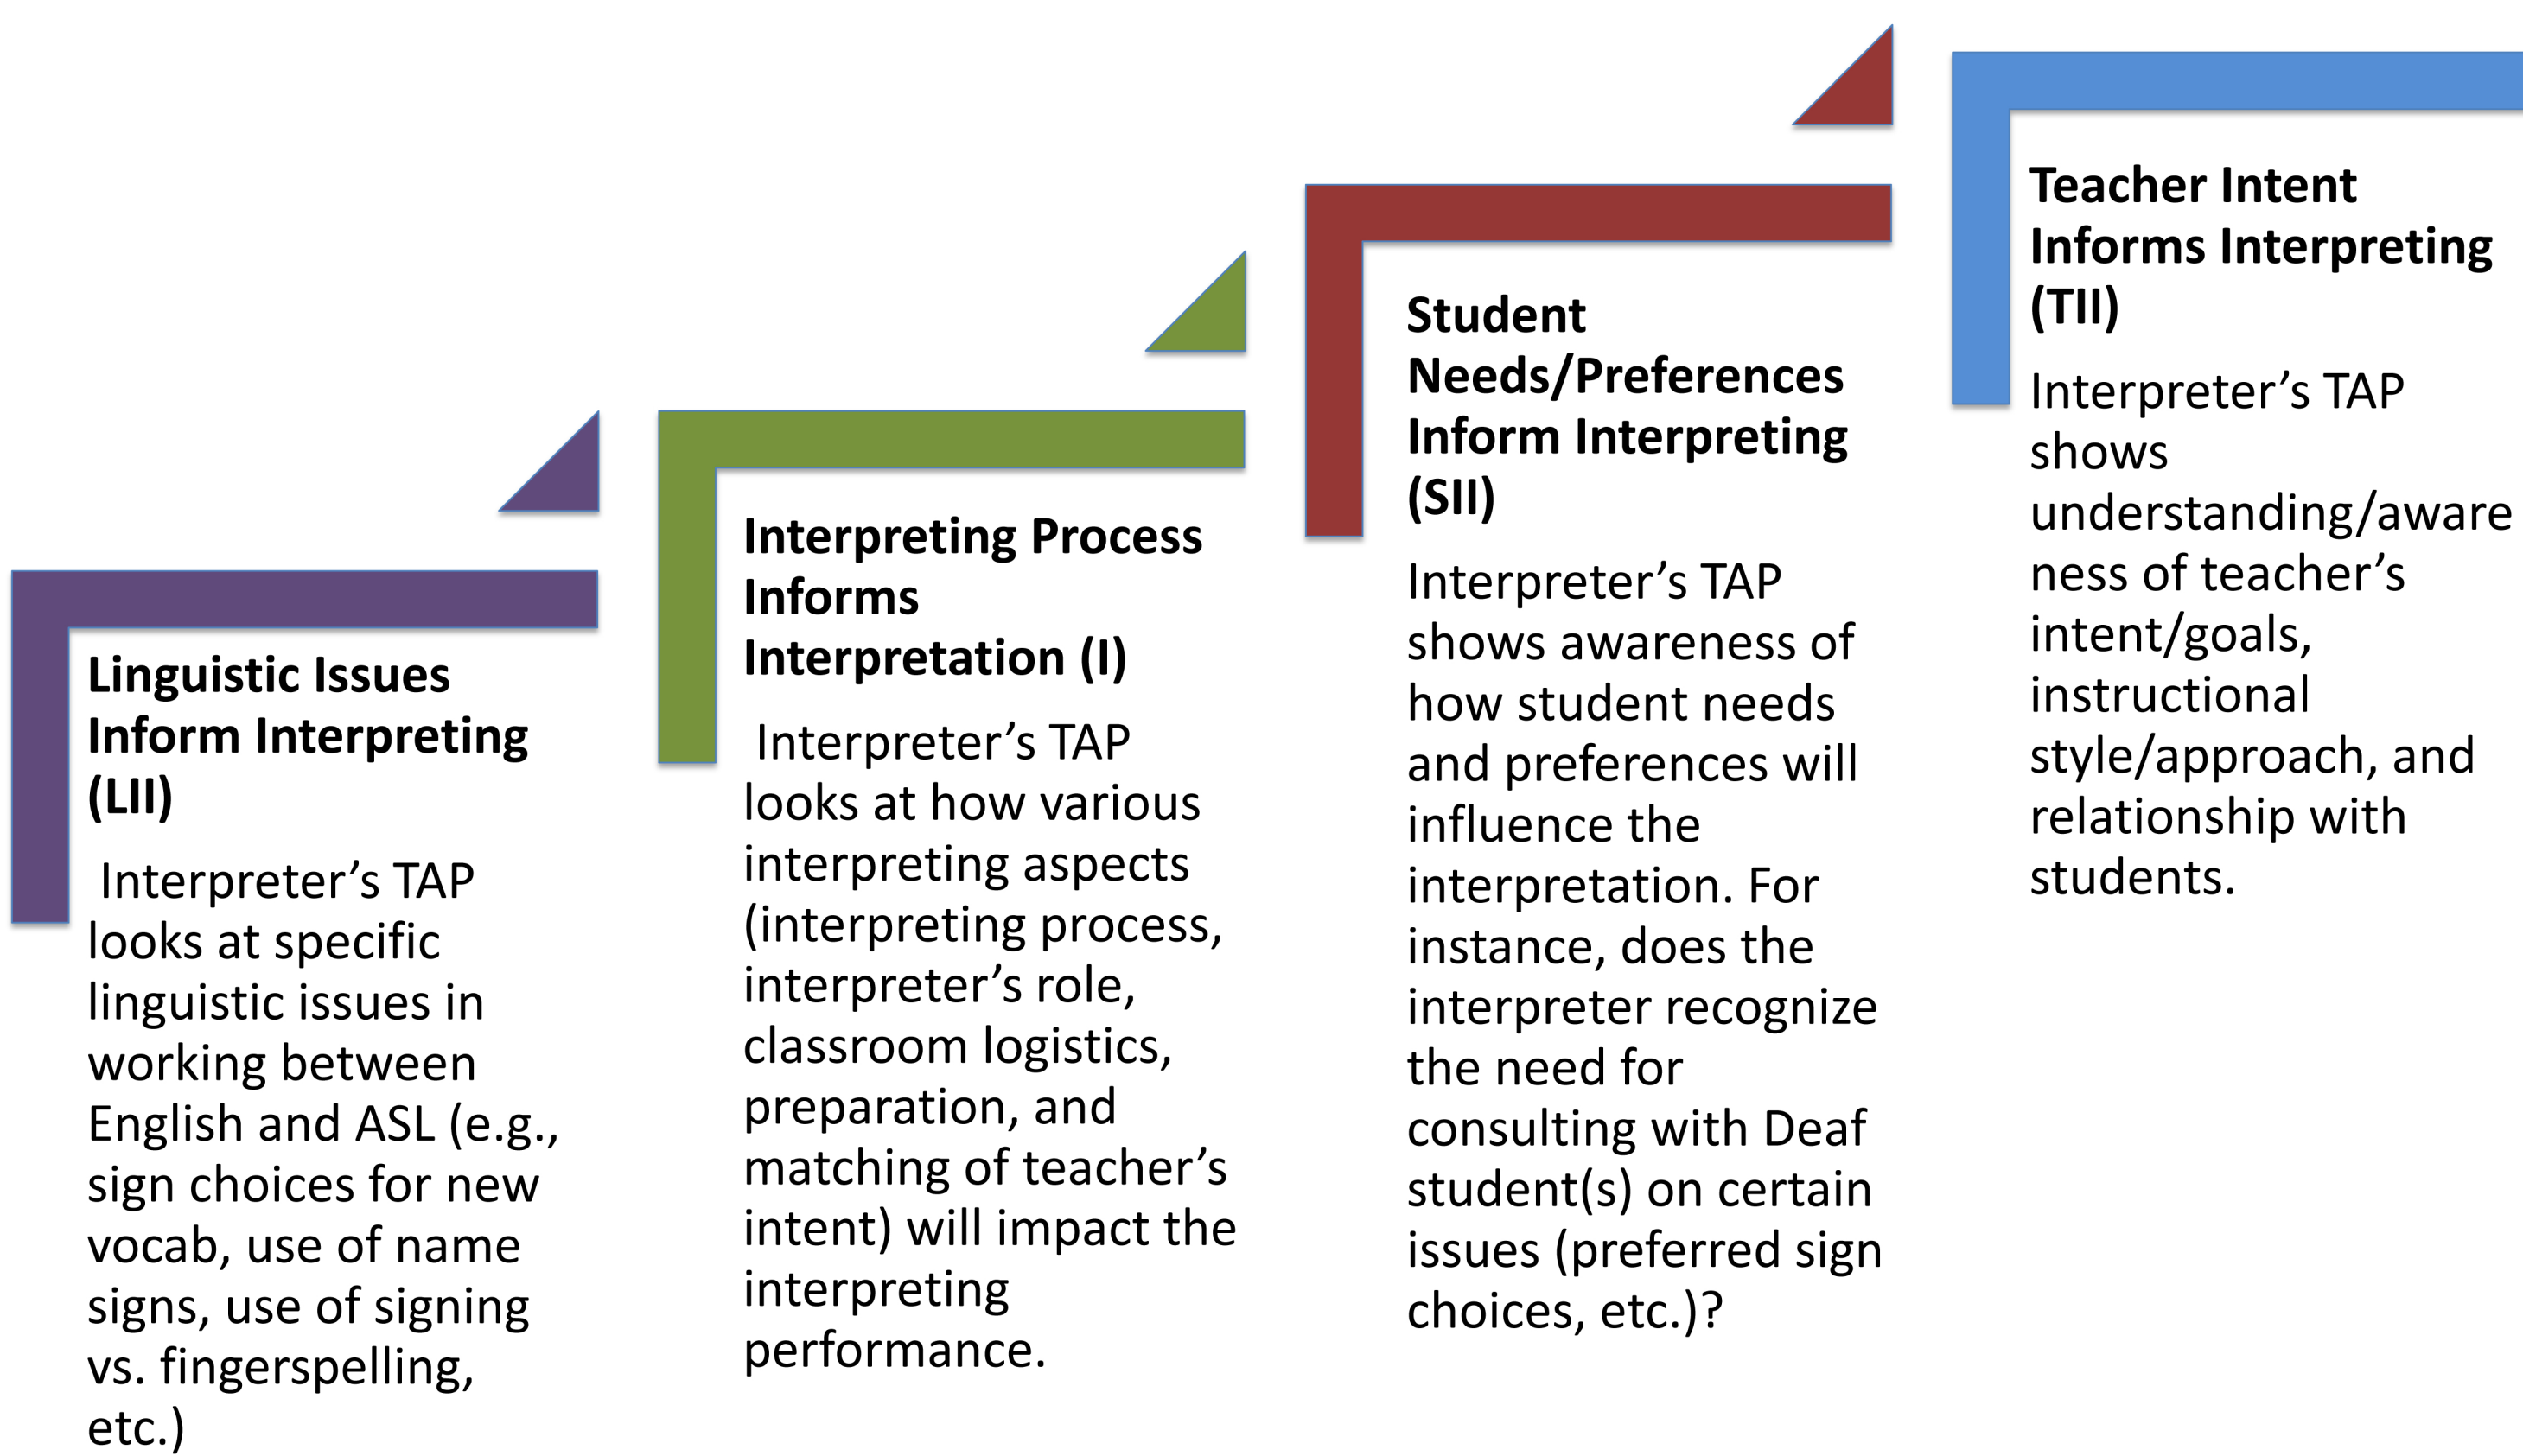 Linguistic Issues
Inform Interpreting
(LII)
Interpreter’s TAP
looks at specific
linguistic issues in
working between
English and ASL (e.g.,
sign choices for new
vocab, use of name
signs, use of signing
vs. fingerspelling,
etc.)
Interpreting Process
Informs
Interpretation (I)
Interpreter’s TAP
looks at how various
interpreting aspects
(interpreting process,
interpreter’s role,
classroom logistics,
preparation, and
matching of teacher’s
intent) will impact the
interpreting
performance.
Student
Needs/Preferences
Inform Interpreting
(SII)
Interpreter’s TAP
shows awareness of
how student needs
and preferences will
influence the
interpretation. For
instance, does the
interpreter recognize
the need for
consulting with Deaf
student(s) on certain
issues (preferred sign
choices, etc.)?
Teacher Intent
Informs Interpreting
(TII)
Interpreter’s TAP
shows
understanding/aware
ness of teacher’s
intent/goals,
instructional
style/approach, and
relationship with
students.